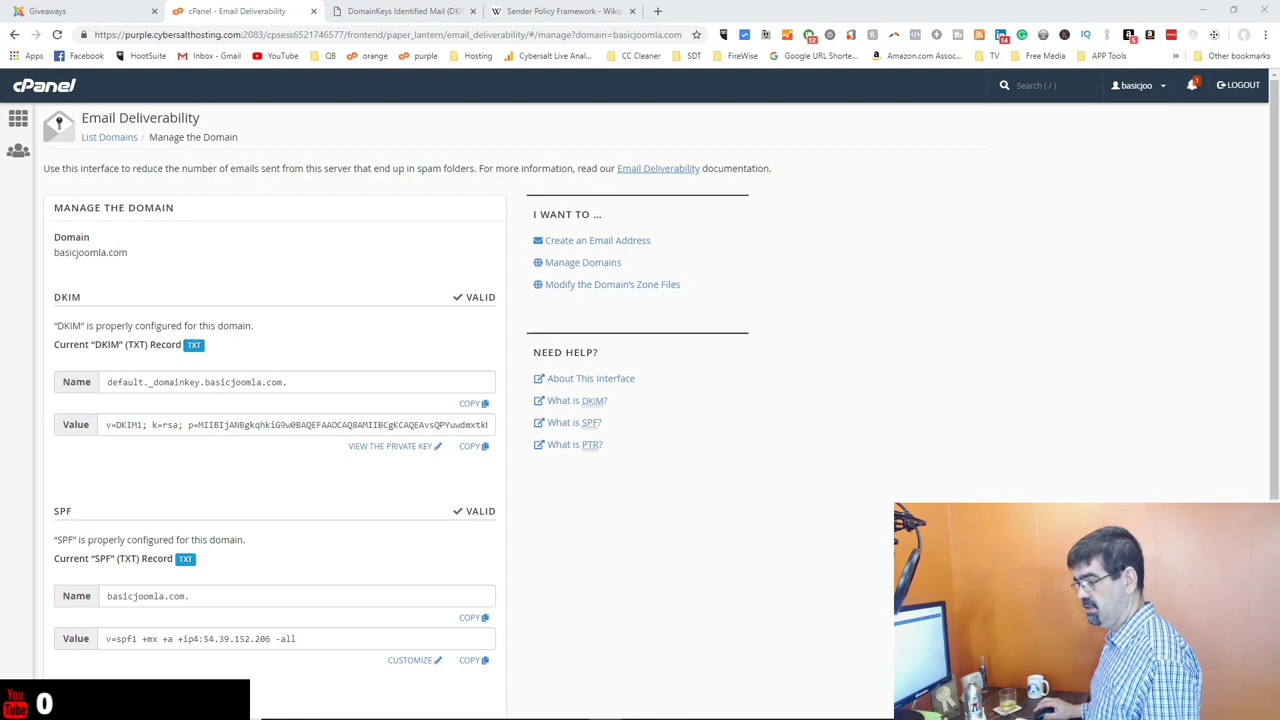 Giveaways
cPanel - Email Deliverability
DomainKeys Identified Mail (DKI
Sender Policy Framework - Wikip
https://purple.cybersalthosting.com:2083/cpsess6521746577/frontend/paper_lantern/email_deliverability/#/manage?domain=basicjoomla.com
Facebook
HootSuite
Inbox - Gmail
YouTube
QB
orange
purple
Hosting
Cybersalt Live Anal...
CC Cleaner
SDT
FireWise
Google URL Shorte...
Amazon.com Assoc...
TV
Free Media
APP Tools
»
Other bookmarks
cPanel
Search ( / )
basicjoo
1
LOGOUT
Email Deliverability
List Domains / Manage the Domain
Use this interface to reduce the number of emails sent from this server that end up in spam folders. For more information, read our Email Deliverability documentation.
MANAGE THE DOMAIN
Domain
basicjoomla.com
DKIM
VALID
“DKIM” is properly configured for this domain.
Current “DKIM” (TXT) Record TXT
Name default._domainkey.basicjoomla.com.
COPY
Value v=DKIM1; k=rsa; p=MIIBIjANBgkqhkiG9w0BAQEFAAOCAQ8AMIIBCgKCAQEAvsQPYuwdmxtkl
VIEW THE PRIVATE KEY
COPY
SPF
VALID
“SPF” is properly configured for this domain.
Current “SPF” (TXT) Record TXT
Name basicjoomla.com.
COPY
Value v=spf1 +mx +a +ip4:54.39.152.206 -all
CUSTOMIZE
COPY
I WANT TO ...
Create an Email Address
Manage Domains
Modify the Domain’s Zone Files
NEED HELP?
About This Interface
What is DKIM?
What is SPF?
What is PTR?
You
Tube
0